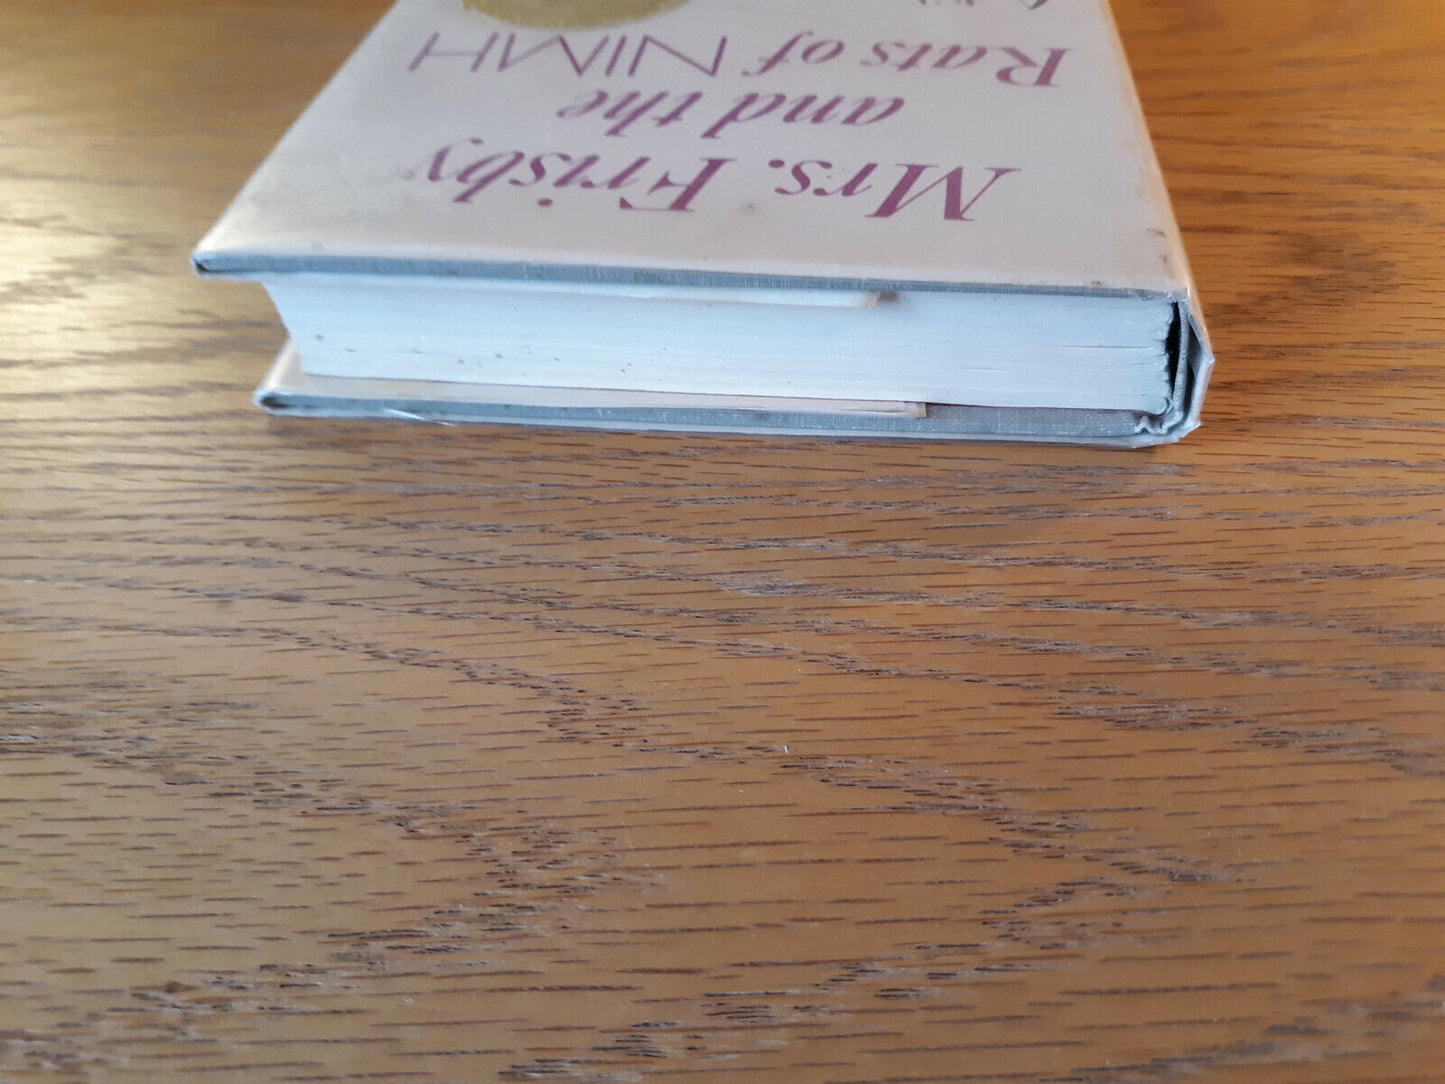 Mrs. Frisby
and the
Rats of NIMH